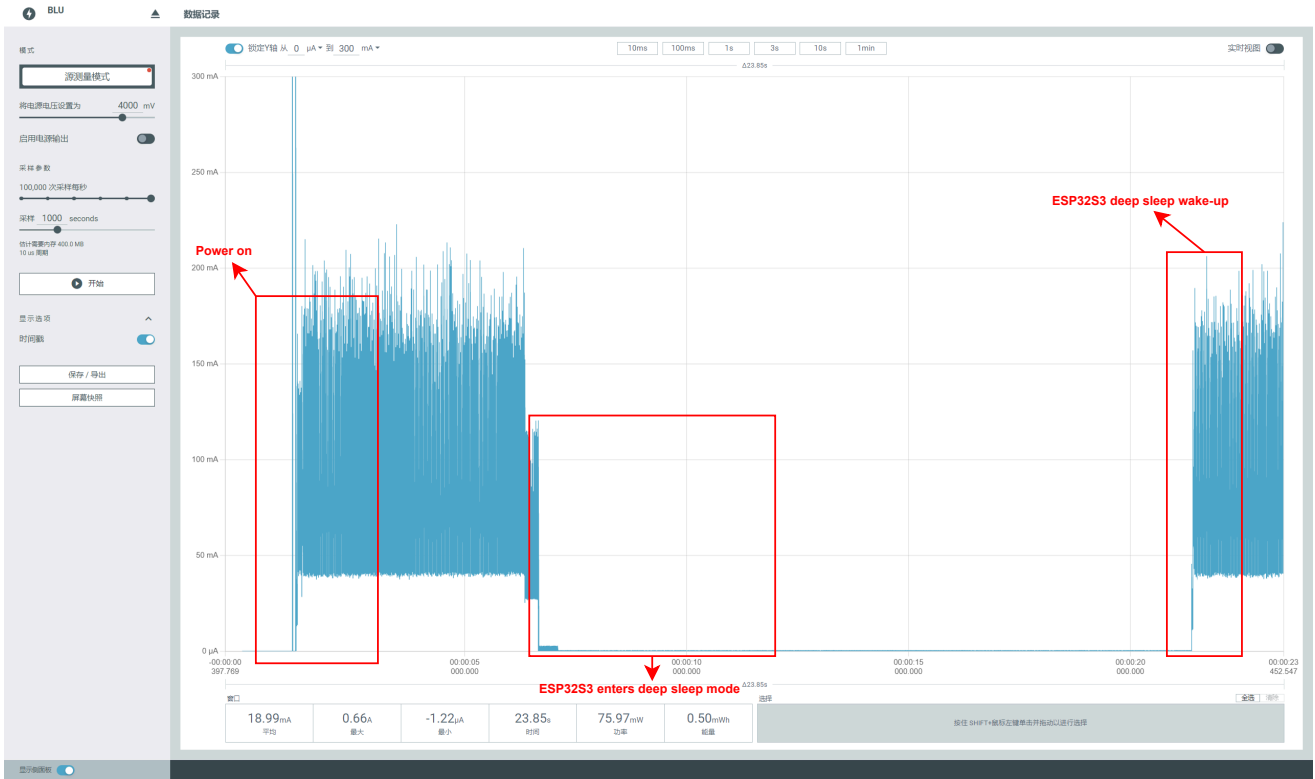 BLU
数据记录
模式
源测量模式
将电源电压设置为 4000 mV
启用电源输出
采样参数
100,000 次采样每秒
采样 1000 seconds
估计需要内存 400.0 MB
10 us 周期
开始
显示选项
时间戳
保存 / 导出
屏幕快照
显示侧面板
锁定Y轴 从 0 μA 到 300 mA
10ms 100ms 1s 3s 10s 1min
实时视图
Δ23.85s
300 mA
250 mA
200 mA
150 mA
100 mA
50 mA
0 μA
Power on
ESP32S3 deep sleep wake-up
ESP32S3 enters deep sleep mode
-00:00:00 00:00:05 00:00:10 00:00:15 00:00:20 00:00:23
397.769 000.000 000.000 000.000 000.000 452.547
Δ23.85s
窗口
18.99mA 0.66A -1.22μA 23.85s 75.97mW 0.50mWh
平均 最大 最小 时间 功率 能量
选择 全选
按住 SHIFT+鼠标左键单击并拖动以进行选择